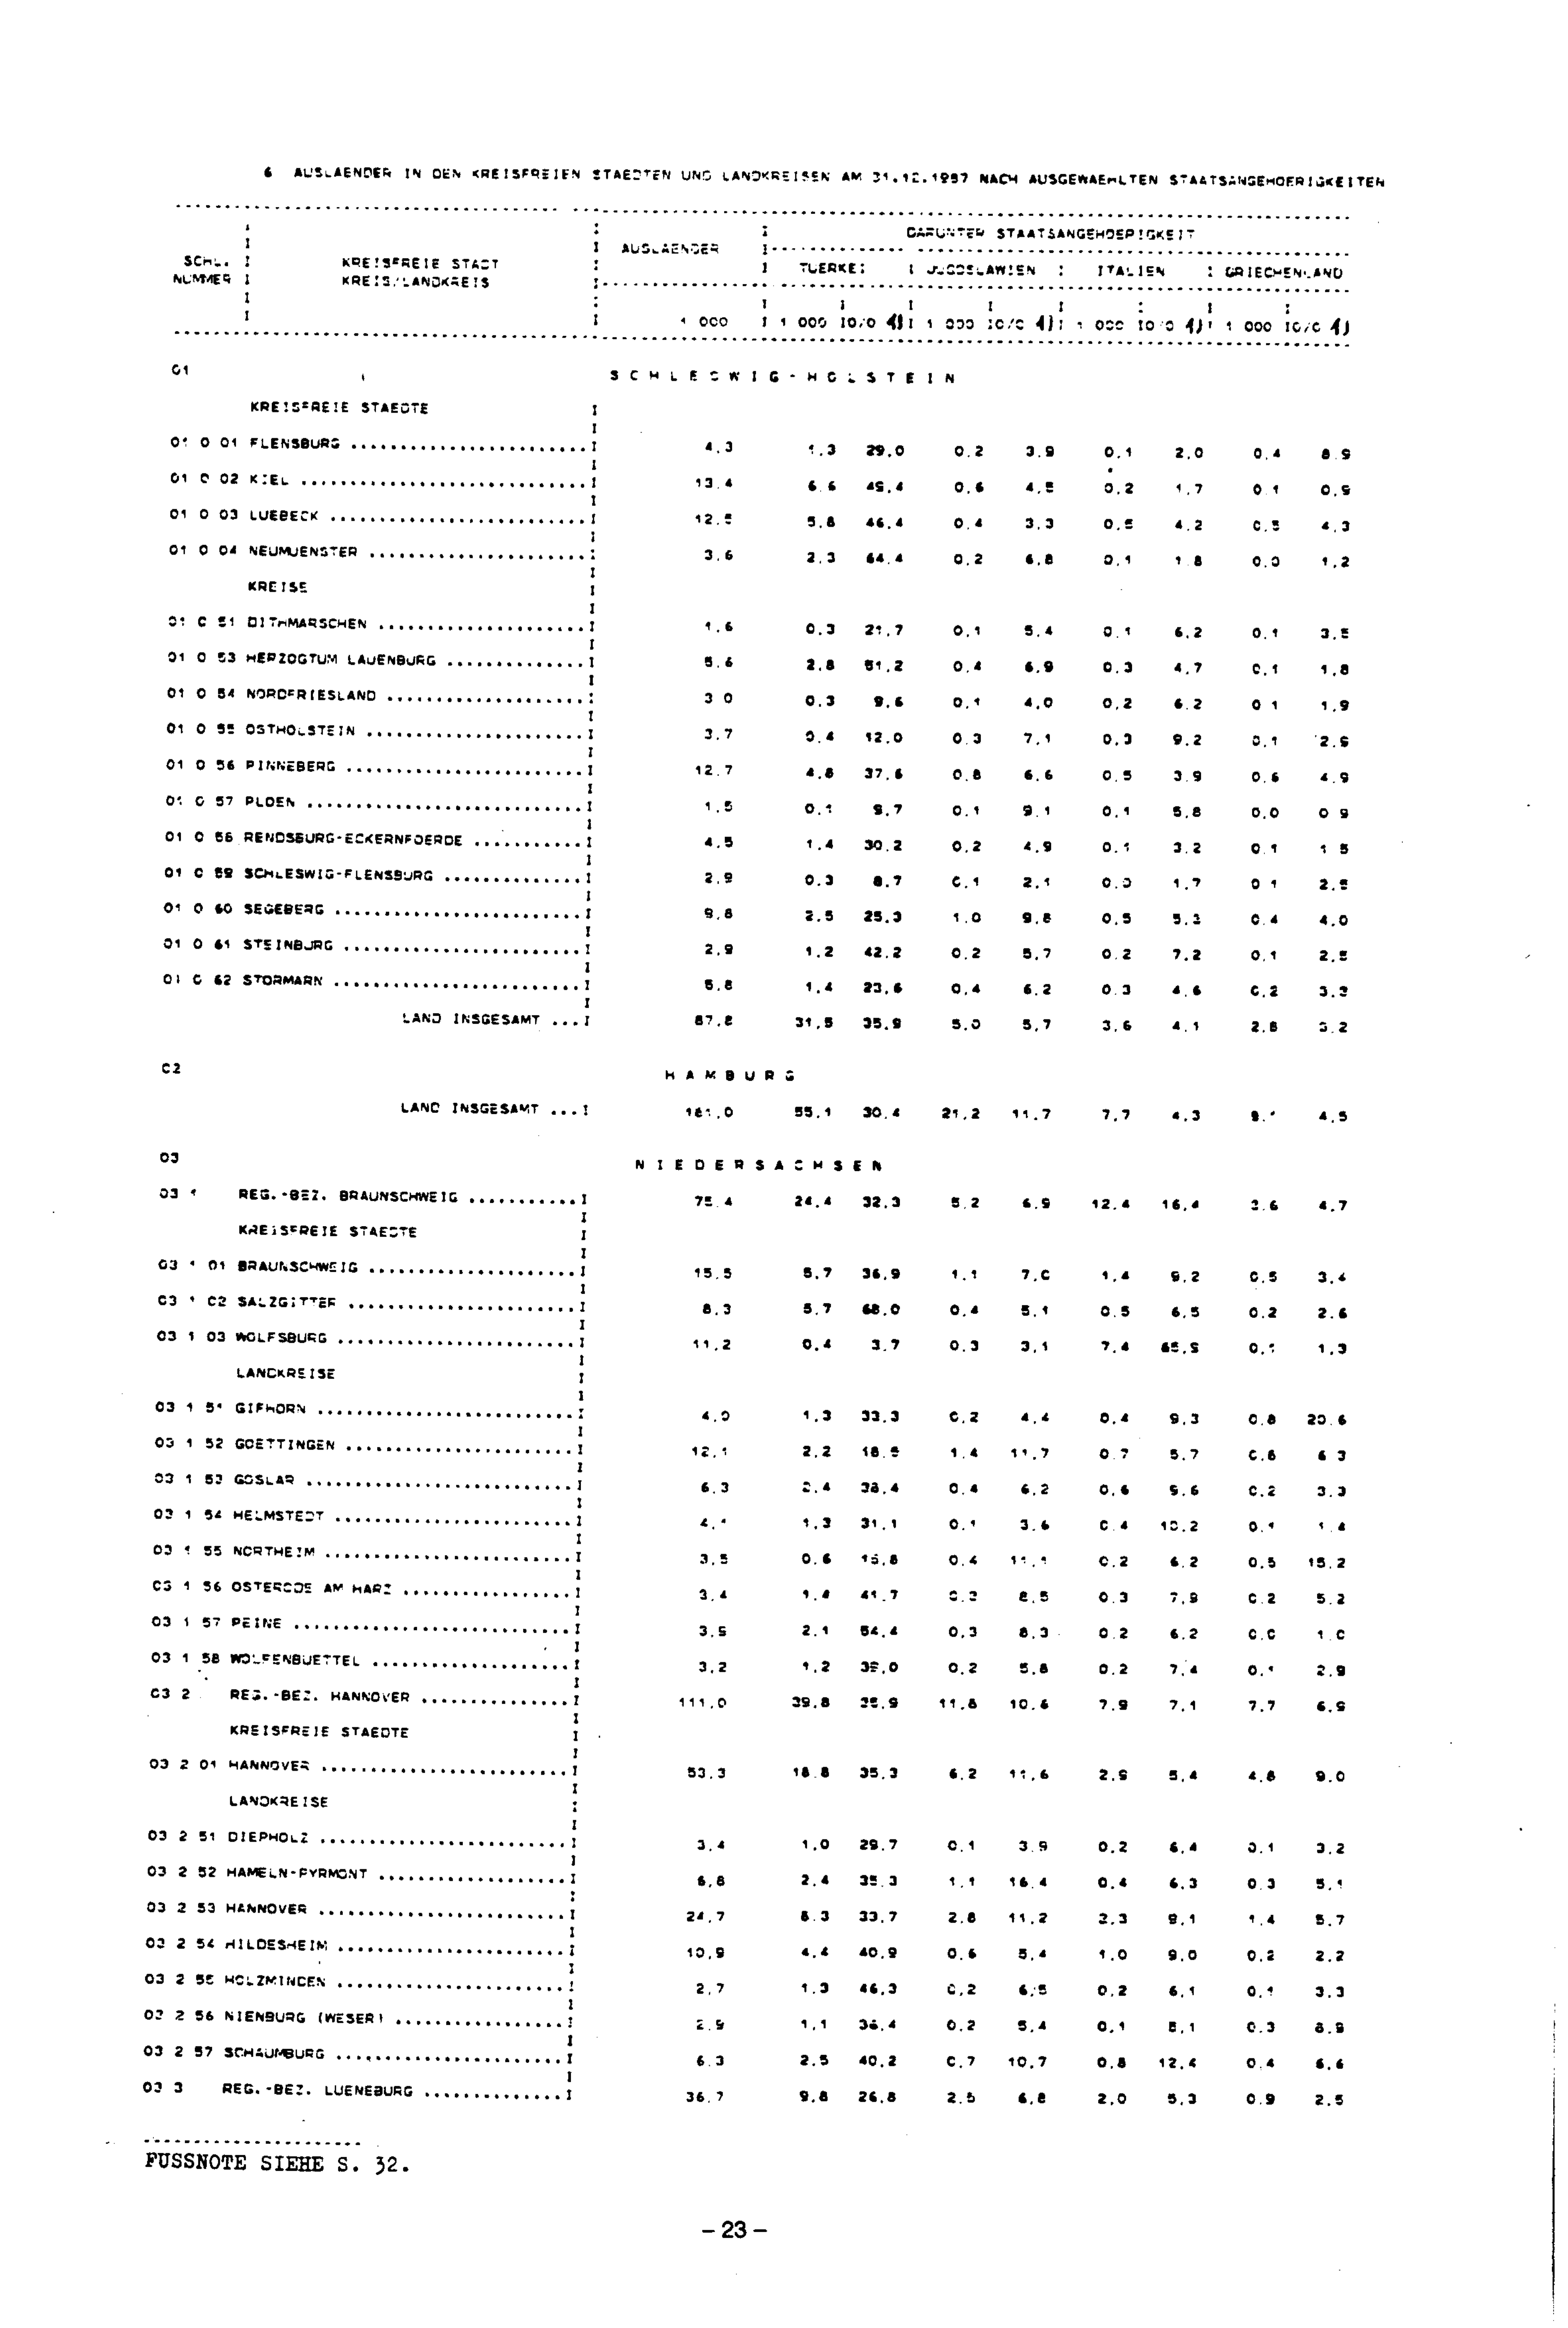 6 AUSLAENDER IN DEN KREISFREIEN STAEDTEN UND LANDKREISEN AM 31.12.1987 NACH AUSGEWAEHLTEN STAATSANGEHOERIGKEITEN
DARUNTER STAATSANGEHOERIGKEIT
AUSLAENDER
SCHL. NUMMER KREISFREIE STADT KREIS/LANDKREIS TUERKEI JUGOSLAWIEN ITALIEN GRIECHENLAND
1 000 1 000 IO/O 4) 1 000 IO/O 4) 1 000 IO/O 4) 1 000 IO/O 4)
01 SCHLESWIG-HOLSTEIN
KREISFREIE STAEDTE
01 0 01 FLENSBURG 4.3 1.3 29.0 0.2 3.9 0.1 2.0 0.4 8.9
01 0 02 KIEL 13.4 6.6 49.4 0.6 4.5 0.2 1.7 0.1 0.9
01 0 03 LUEBECK 12.5 5.8 46.4 0.4 3.3 0.5 4.2 0.5 4.3
01 0 04 NEUMUENSTER 3.6 2.3 64.4 0.2 6.8 0.1 1.8 0.0 1.2
KREISE
01 0 51 DITHMARSCHEN 1.6 0.3 21.7 0.1 5.4 0.1 6.2 0.1 3.5
01 0 53 HERZOGTUM LAUENBURG 5.6 2.8 51.2 0.4 6.9 0.3 4.7 0.1 1.8
01 0 54 NORDFRIESLAND 3.0 0.3 9.6 0.1 4.0 0.2 6.2 0.1 1.9
01 0 55 OSTHOLSTEIN 3.7 0.4 12.0 0.3 7.1 0.3 9.2 0.1
01 0 56 PINNEBERG 12.7 4.8 37.6 0.8 6.6 0.5 3.9 0.6 4.9
01 0 57 PLOEN 1.5 0.1 9.7 0.1 9.1 0.1 5.8 0.0 0.9
01 0 58 RENDSBURG-ECKERNFOERDE 4.5 1.4 30.2 0.2 4.9 0.1 3.2 0.1 1.5
01 0 59 SCHLESWIG-FLENSBURG 2.9 0.3 8.7 0.1 2.1 0.0 1.7 0.1 2.5
01 0 60 SEGEBERG 9.8 2.5 25.3 1.0 9.8 0.5 0.4 4.0
01 0 61 STEINBURG 2.9 1.2 42.2 0.2 5.7 0.2 7.2 0.1 2.5
01 0 62 STORMARN 5.8 1.4 23.6 0.4 6.2 0.3 4.6 0.2
LAND INSGESAMT 87.8 31.5 35.9 5.0 5.7 3.6 4.1 2.8 3.2
02 HAMBURG
LAND INSGESAMT 181.0 55.1 30.4 21.2 11.7 7.7 4.3 4.5
03 NIEDERSACHSEN
03 1 REG.-BEZ. BRAUNSCHWEIG 75.4 24.4 32.3 5.2 6.9 12.4 16.4 3.6 4.7
KREISFREIE STAEDTE
03 1 01 BRAUNSCHWEIG 15.5 5.7 36.9 1.1 7.0 1.4 9.2 0.5 3.4
03 1 02 SALZGITTER 8.3 5.7 68.0 0.4 5.1 0.5 6.5 0.2 2.6
03 1 03 WOLFSBURG 11.2 0.4 3.7 0.3 3.1 7.4 65.9 0.1 1.3
LANDKREISE
03 1 51 GIFHORN 4.0 1.3 33.3 0.2 4.4 0.4 9.3 0.8 20.6
03 1 52 GOETTINGEN 12.1 2.2 18.5 1.4 11.7 0.7 5.7 0.8 6.3
03 1 53 GOSLAR 6.3 2.4 38.4 0.4 6.2 0.6 9.6 0.2 3.3
03 1 54 HELMSTEDT 4.1 1.3 31.1 0.1 3.6 0.4 10.2 0.1 1.4
03 1 55 NORTHEIM 3.5 0.6 0.4 11.1 0.2 6.2 0.5 15.2
03 1 56 OSTERODE AM HARZ 3.4 1.4 41.7 0.3 8.5 0.3 7.9 0.2 5.2
03 1 57 PEINE 3.9 2.1 54.4 0.3 8.3 0.2 6.2 0.0 1.0
03 1 58 WOLFENBUETTEL 3.2 1.2 0.2 5.8 0.2 7.4 0.1 2.9
03 2 REG.-BEZ. HANNOVER 111.0 39.8 35.9 11.8 10.6 7.9 7.1 7.7 6.9
KREISFREIE STAEDTE
03 2 01 HANNOVER 53.3 18.8 35.3 6.2 11.6 2.9 5.4 4.8 9.0
LANDKREISE
03 2 51 DIEPHOLZ 3.4 1.0 29.7 0.1 3.9 0.2 6.4 0.1 3.2
03 2 52 HAMELN-PYRMONT 6.8 2.4 35.3 1.1 16.4 0.4 6.3 0.3 5.1
03 2 53 HANNOVER 24.7 8.3 33.7 2.8 11.2 2.3 9.1 1.4 5.7
03 2 54 HILDESHEIM 10.9 4.4 40.9 0.6 5.4 1.0 9.0 0.2 2.2
03 2 55 HOLZMINDEN 2.7 1.3 46.3 0.2 6.5 0.2 6.1 0.1 3.3
03 2 56 NIENBURG (WESER) 2.9 1.1 36.4 0.2 5.4 0.1 5.1 0.3 8.9
03 2 57 SCHAUMBURG 6.3 2.5 40.2 0.7 10.7 0.8 12.4 0.4 6.6
03 3 REG.-BEZ. LUENEBURG 36.7 9.8 26.8 2.5 6.8 2.0 5.3 0.9 2.5
FUSSNOTE SIEHE S. 32.
– 23 –